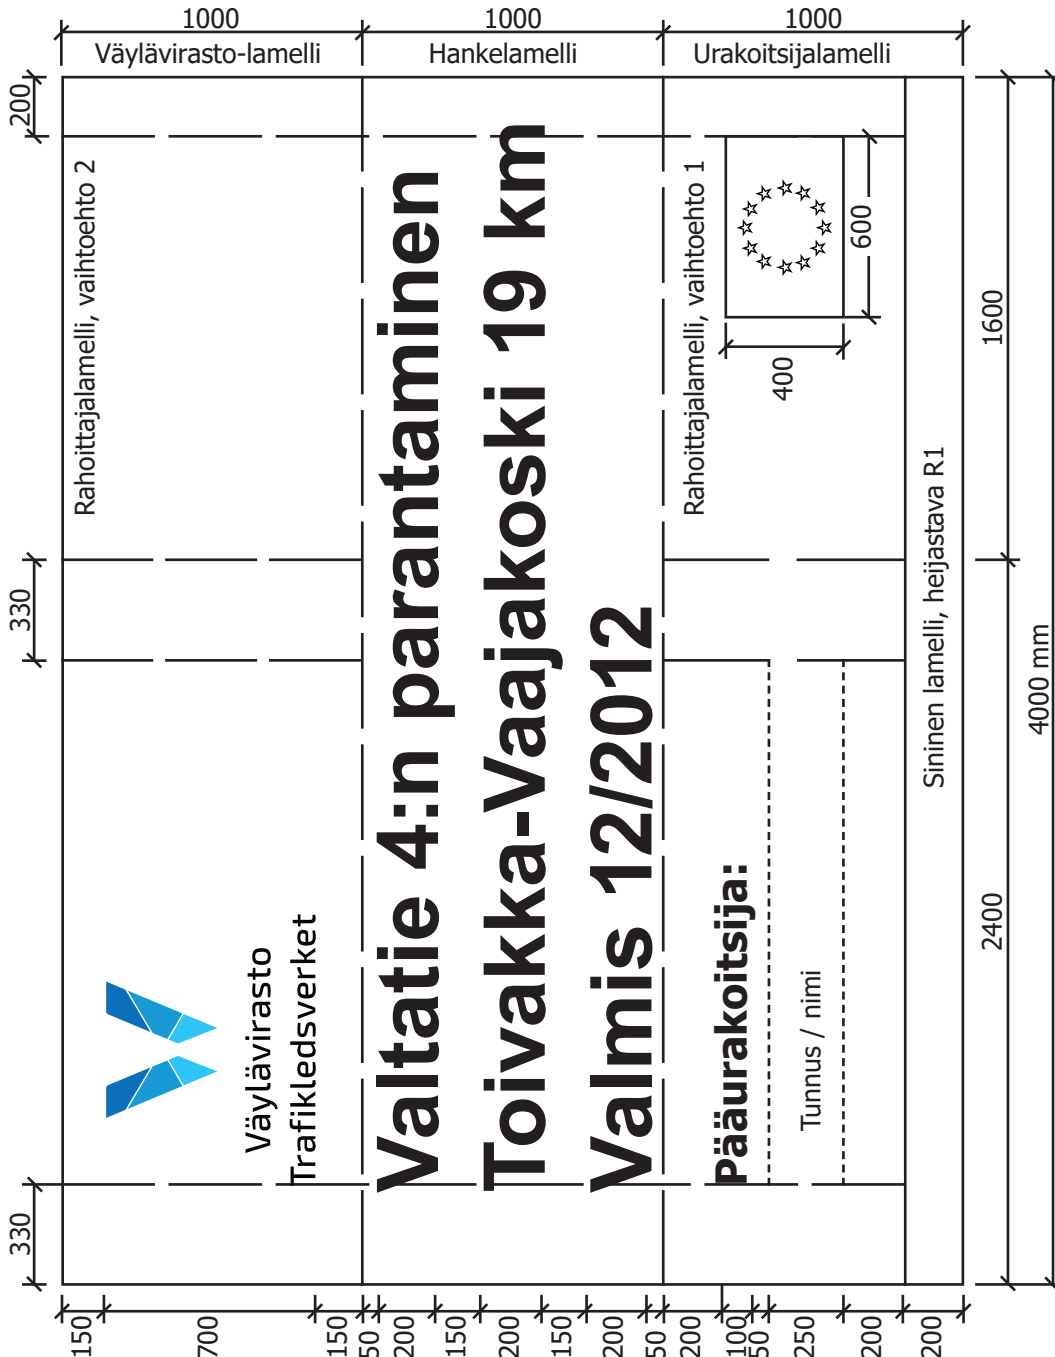 1000
1000
1000
Väylävirasto-lamelli
Hankelamelli
Urakoitsijalamelli
330
330
200
Rahoittajalamelli, vaihtoehto 2
Väylävirasto
Trafikledsverket
Valtatie 4:n parantaminen
Toivakka-Vaajakoski 19 km
Valmis 12/2012
Rahoittajalamelli, vaihtoehto 1
Pääurakoitsija:
Tunnus / nimi
400
600
Sininen lamelli, heijastava R1
2400
1600
4000 mm
150
700
150
50
200
150
200
150
200
50
200
100
50
250
200
200